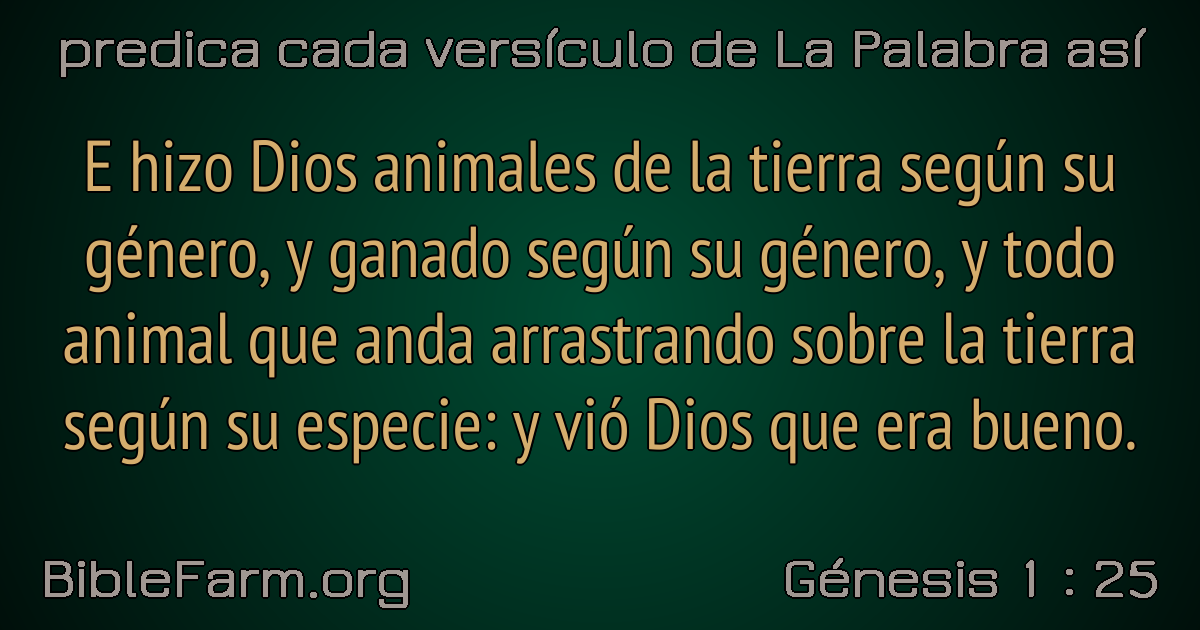 predica cada versículo de La Palabra así
E hizo Dios animales de la tierra según su
género, y ganado según su género, y todo
animal que anda arrastrando sobre la tierra
según su especie: y vió Dios que era bueno.
BibleFarm.org
Génesis 1 : 25